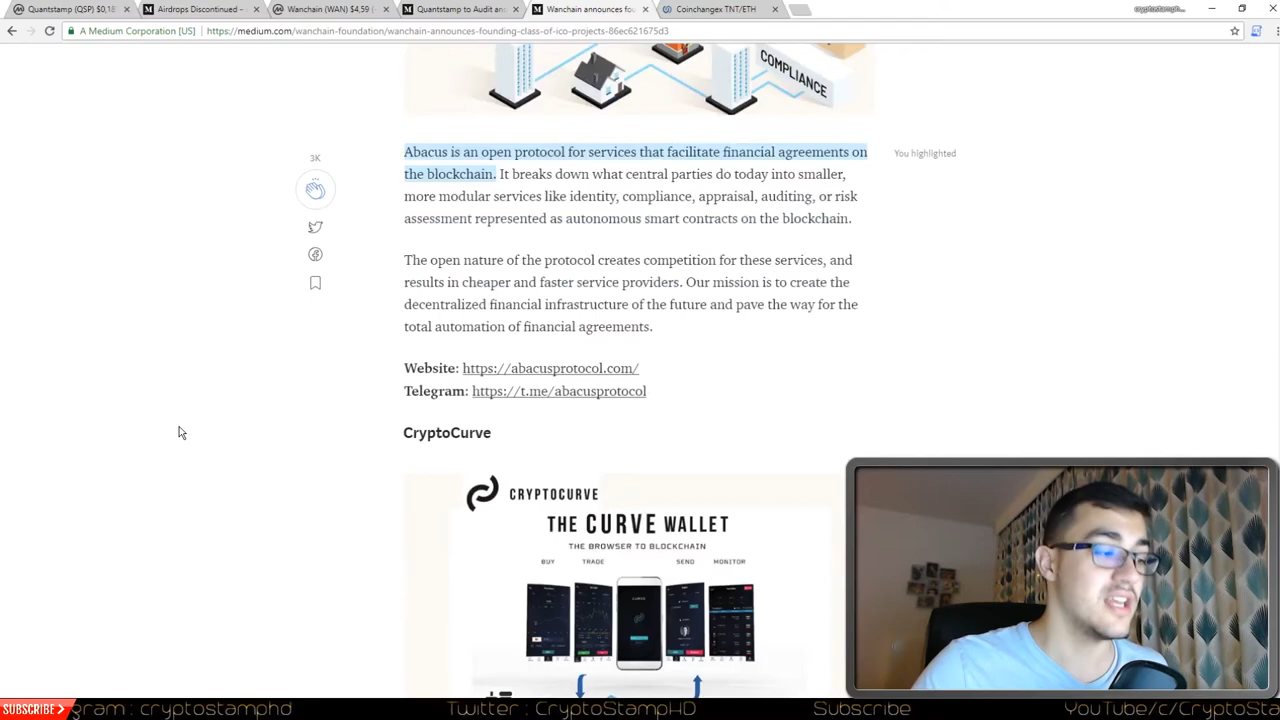 Quantstamp (QSP) $0,18
Airdrops Discontinued –
Wanchain (WAN) $4,59 (
Quantstamp to Audit an
Wanchain announces fou
Coinchangex TNT/ETH
cryptostamph...
A Medium Corporation [US]
https://medium.com/wanchain-foundation/wanchain-announces-founding-class-of-ico-projects-86ec621675d3
COMPLIANCE
Abacus is an open protocol for services that facilitate financial agreements on
the blockchain. It breaks down what central parties do today into smaller,
more modular services like identity, compliance, appraisal, auditing, or risk
assessment represented as autonomous smart contracts on the blockchain.
You highlighted
3K
The open nature of the protocol creates competition for these services, and
results in cheaper and faster service providers. Our mission is to create the
decentralized financial infrastructure of the future and pave the way for the
total automation of financial agreements.
Website: https://abacusprotocol.com/
Telegram: https://t.me/abacusprotocol
CryptoCurve
CRYPTOCURVE
THE CURVE WALLET
THE BROWSER TO BLOCKCHAIN
BUY TRADE SEND MONITOR
SUBSCRIBE gram : cryptostamphd Twitter : CryptoStampHD Subscribe YouTube/c/CryptoSta